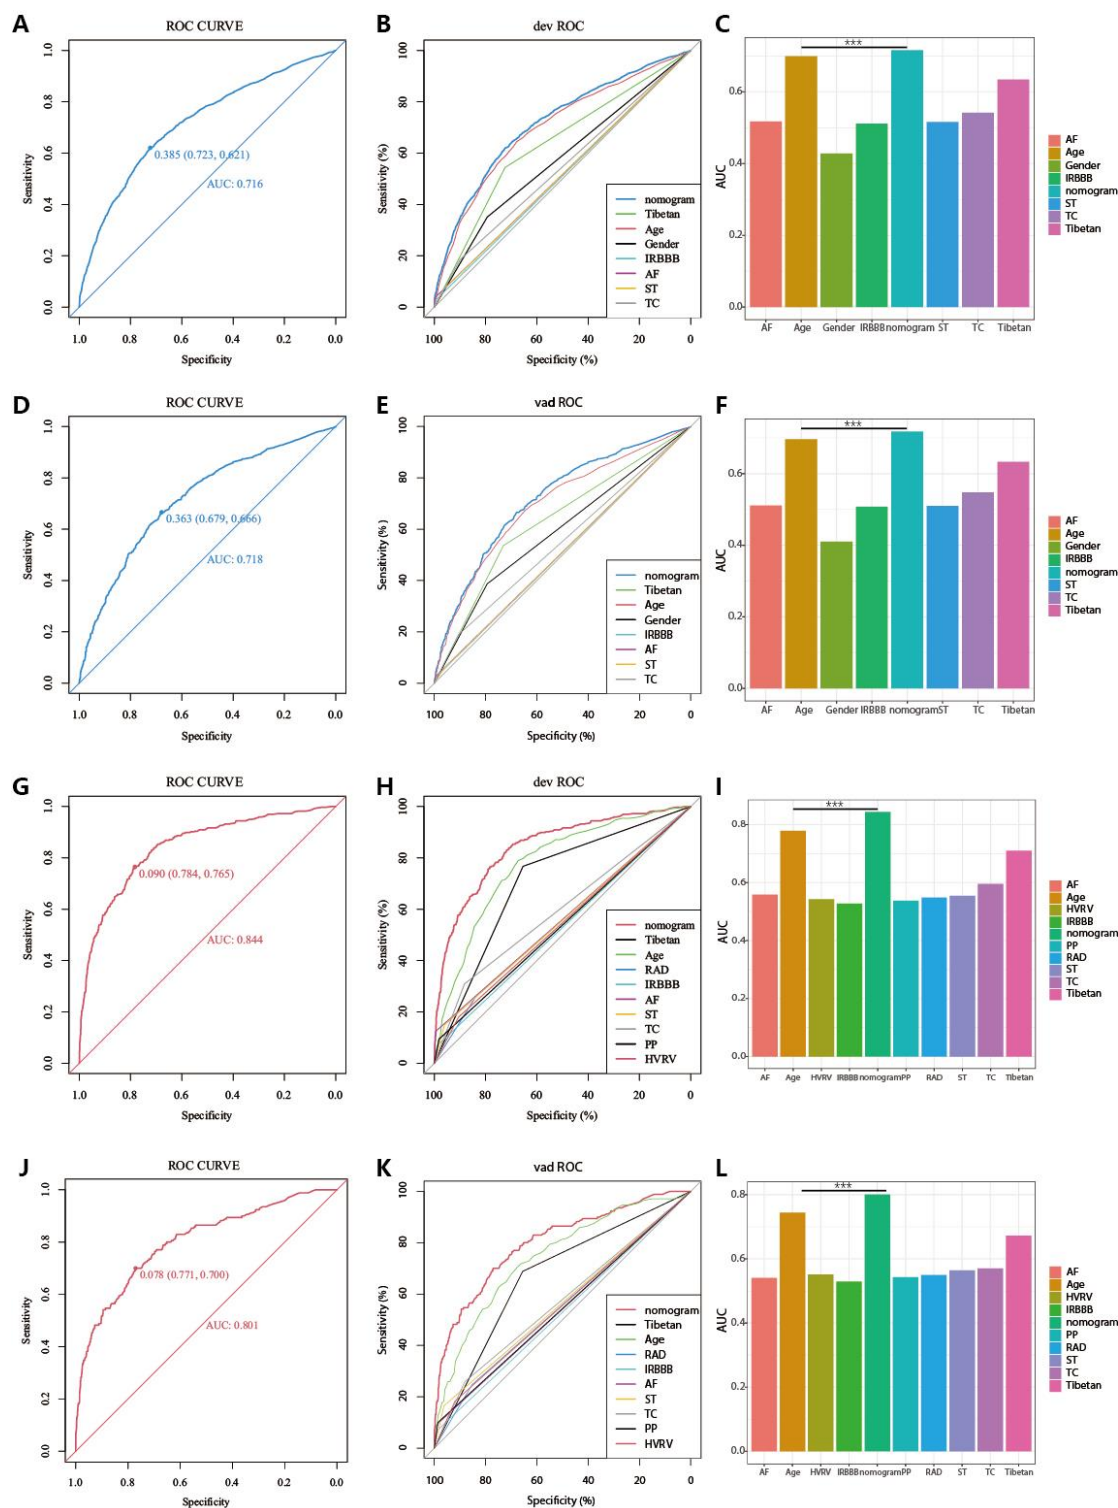 A
ROC CURVE
Sensitivity
1.0
0.8
0.6
0.4
0.2
0.0
0.385 (0.723, 0.621)
AUC: 0.716
1.0 0.8 0.6 0.4 0.2 0.0
Specificity
B
dev ROC
Sensitivity (%)
100
80
60
40
20
0
nomogram
Tibetan
Age
Gender
IRBBB
AF
ST
TC
100 80 60 40 20 0
Specificity (%)
C
***
AUC
0.6
0.4
0.2
0.0
AF Age Gender IRBBB nomogram ST TC Tibetan
AF
Age
Gender
IRBBB
nomogram
ST
TC
Tibetan
D
ROC CURVE
Sensitivity
1.0
0.8
0.6
0.4
0.2
0.0
0.363 (0.679, 0.666)
AUC: 0.718
1.0 0.8 0.6 0.4 0.2 0.0
Specificity
E
vad ROC
Sensitivity (%)
100
80
60
40
20
0
nomogram
Tibetan
Age
Gender
IRBBB
AF
ST
TC
100 80 60 40 20 0
Specificity (%)
F
***
AUC
0.6
0.4
0.2
0.0
AF Age Gender IRBBB nomogram ST TC Tibetan
AF
Age
Gender
IRBBB
nomogram
ST
TC
Tibetan
G
ROC CURVE
Sensitivity
1.0
0.8
0.6
0.4
0.2
0.0
0.090 (0.784, 0.765)
AUC: 0.844
1.0 0.8 0.6 0.4 0.2 0.0
Specificity
H
dev ROC
Sensitivity (%)
100
80
60
40
20
0
nomogram
Tibetan
Age
RAD
IRBBB
AF
ST
TC
PP
HVRV
100 80 60 40 20 0
Specificity (%)
I
***
AUC
0.8
0.6
0.4
0.2
0.0
AF Age HVRV IRBBB nomogram PP RAD ST TC Tibetan
AF
Age
HVRV
IRBBB
nomogram
PP
RAD
ST
TC
Tibetan
J
ROC CURVE
Sensitivity
1.0
0.8
0.6
0.4
0.2
0.0
0.078 (0.771, 0.700)
AUC: 0.801
1.0 0.8 0.6 0.4 0.2 0.0
Specificity
K
vad ROC
Sensitivity (%)
100
80
60
40
20
0
nomogram
Tibetan
Age
RAD
IRBBB
AF
ST
TC
PP
HVRV
100 80 60 40 20 0
Specificity (%)
L
***
AUC
0.8
0.6
0.4
0.2
0.0
AF Age HVRV IRBBB nomogram PP RAD ST TC Tibetan
AF
Age
HVRV
IRBBB
nomogram
PP
RAD
ST
TC
Tibetan